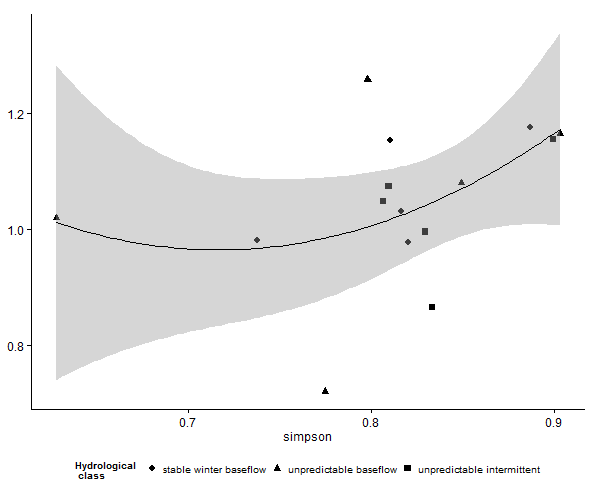 1.2
1.0
0.8
0.7 0.8 0.9
simpson
Hydrological
class
stable winter baseflow unpredictable baseflow unpredictable intermittent